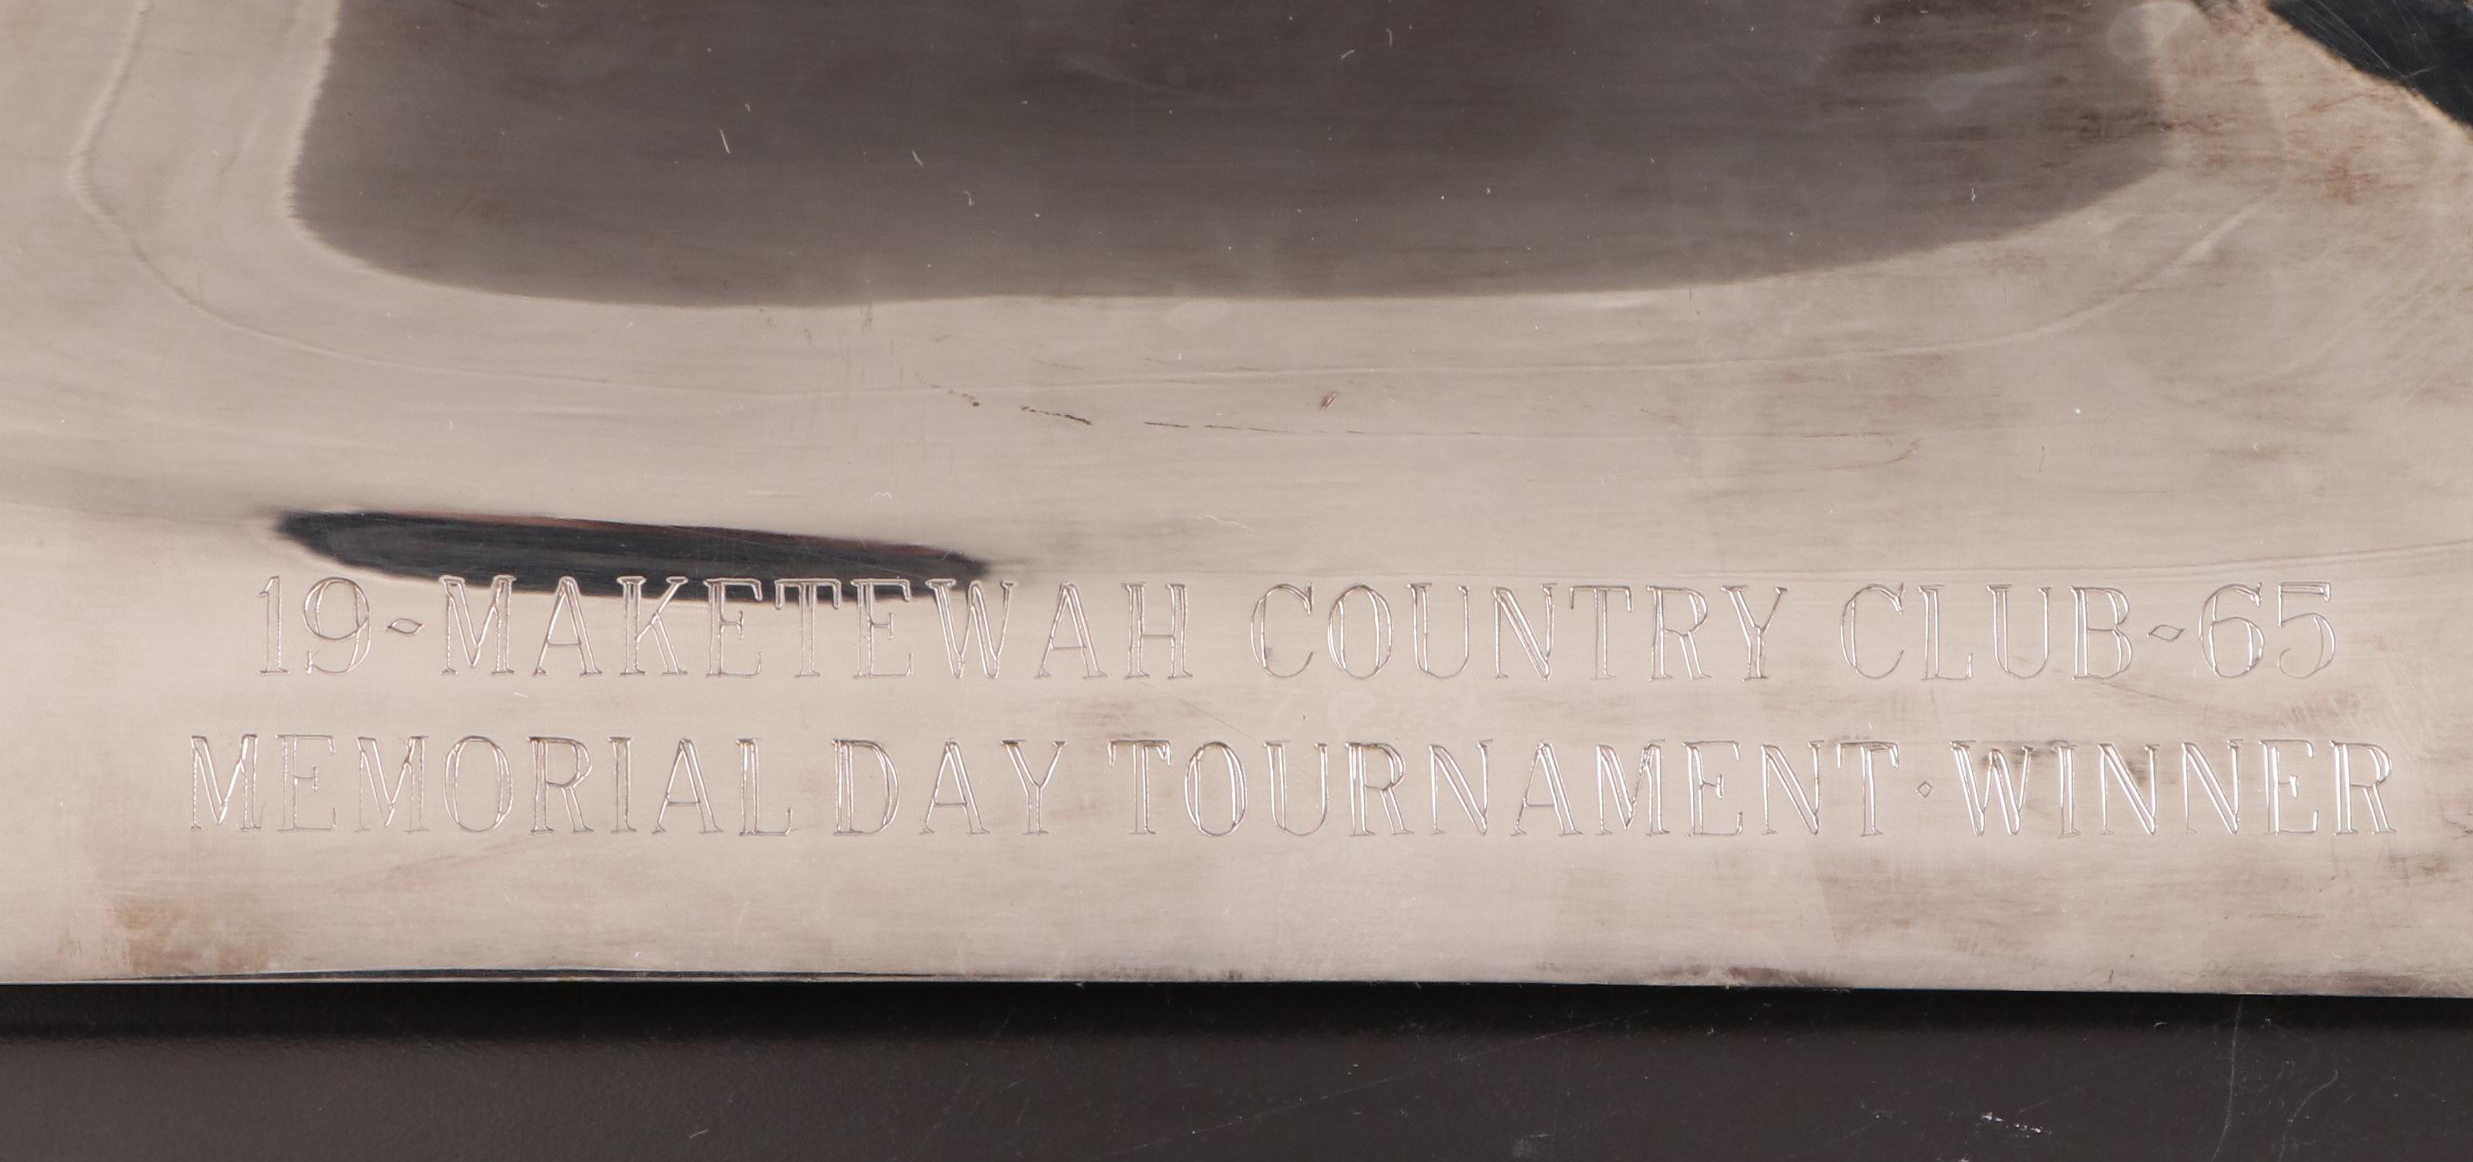 19-MAKETEWAH COUNTRY CLUB-65
MEMORIAL DAY TOURNAMENT · WINNER